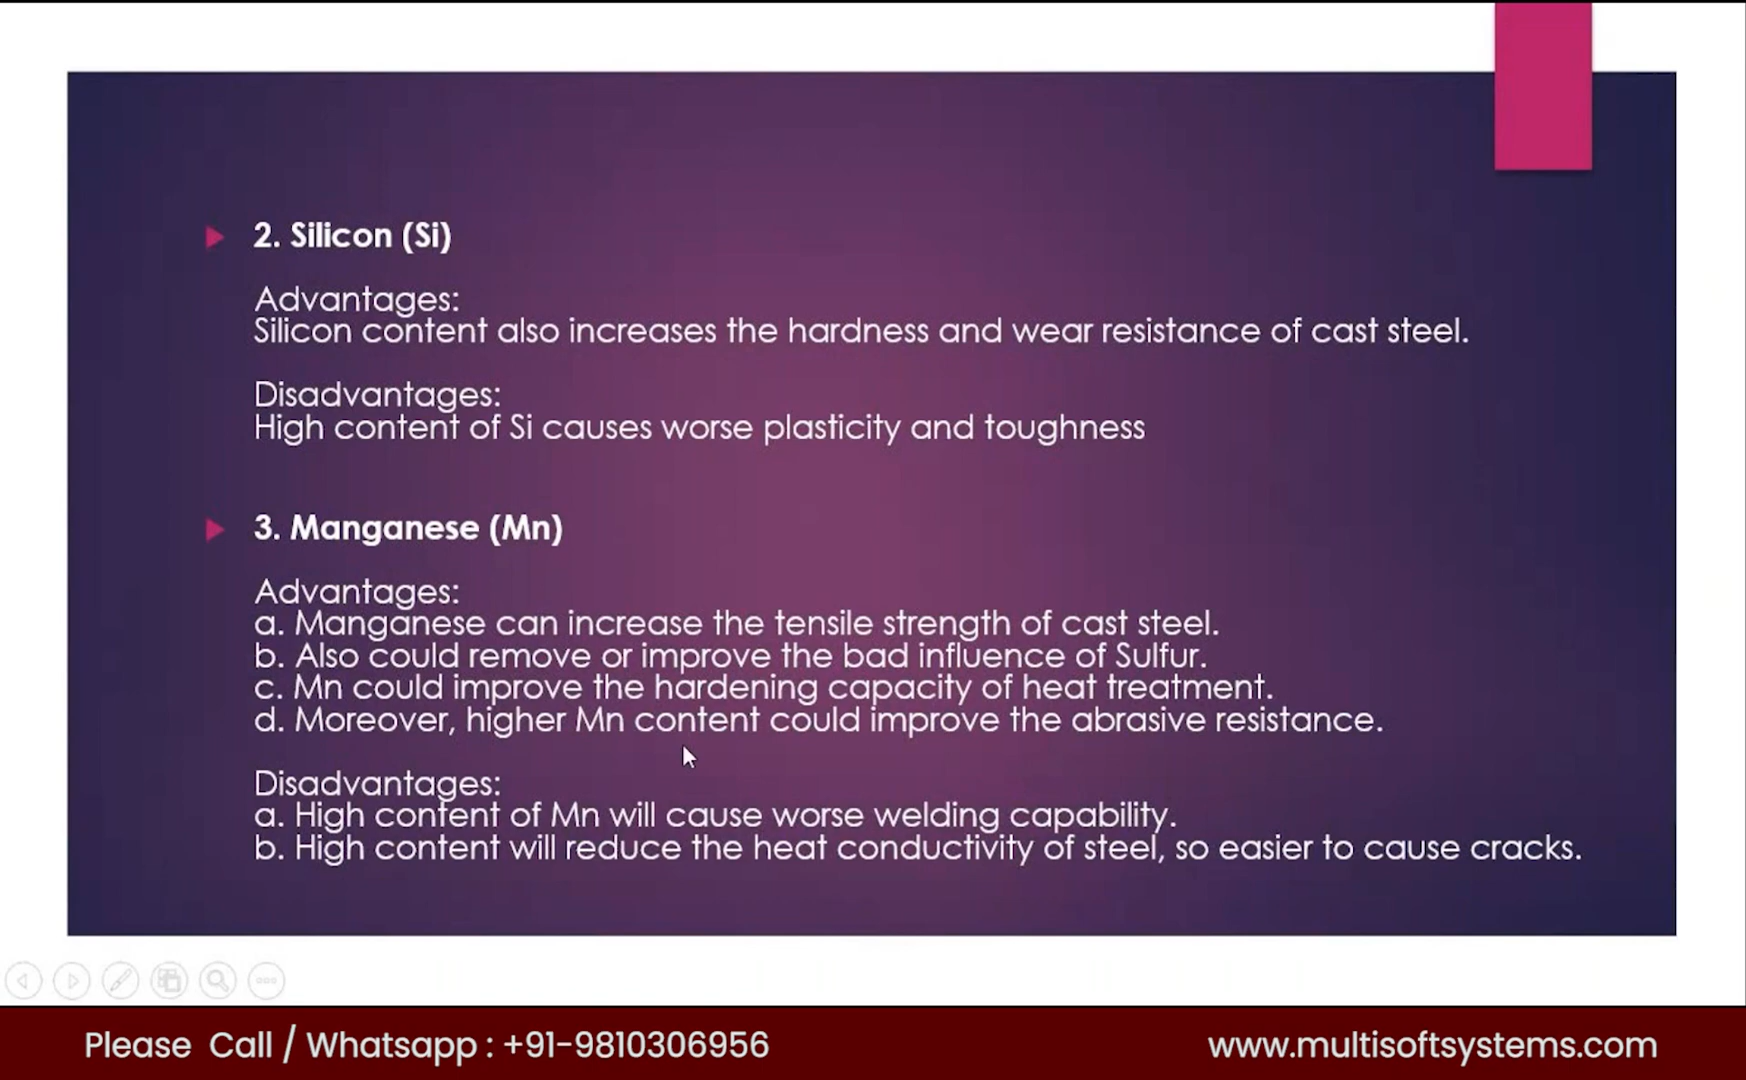 2. Silicon (Si)
Advantages:
Silicon content also increases the hardness and wear resistance of cast steel.
Disadvantages:
High content of Si causes worse plasticity and toughness
3. Manganese (Mn)
Advantages:
a. Manganese can increase the tensile strength of cast steel.
b. Also could remove or improve the bad influence of Sulfur.
c. Mn could improve the hardening capacity of heat treatment.
d. Moreover, higher Mn content could improve the abrasive resistance.
Disadvantages:
a. High content of Mn will cause worse welding capability.
b. High content will reduce the heat conductivity of steel, so easier to cause cracks.
Please Call / Whatsapp : +91-9810306956
www.multisoftsystems.com